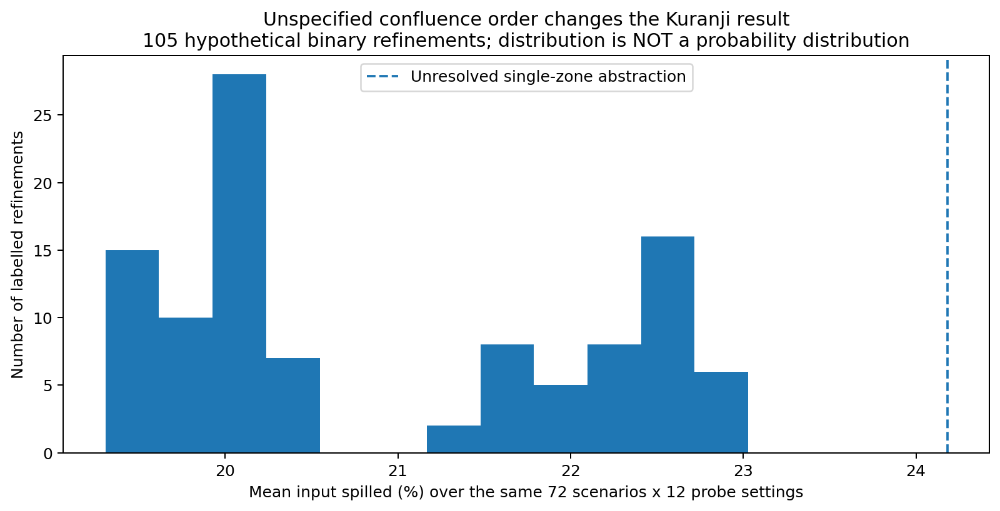 Unspecified confluence order changes the Kuranji result
105 hypothetical binary refinements; distribution is NOT a probability distribution
Unresolved single-zone abstraction
Number of labelled refinements
25
20
15
10
5
0
20
21
22
23
24
Mean input spilled (%) over the same 72 scenarios x 12 probe settings